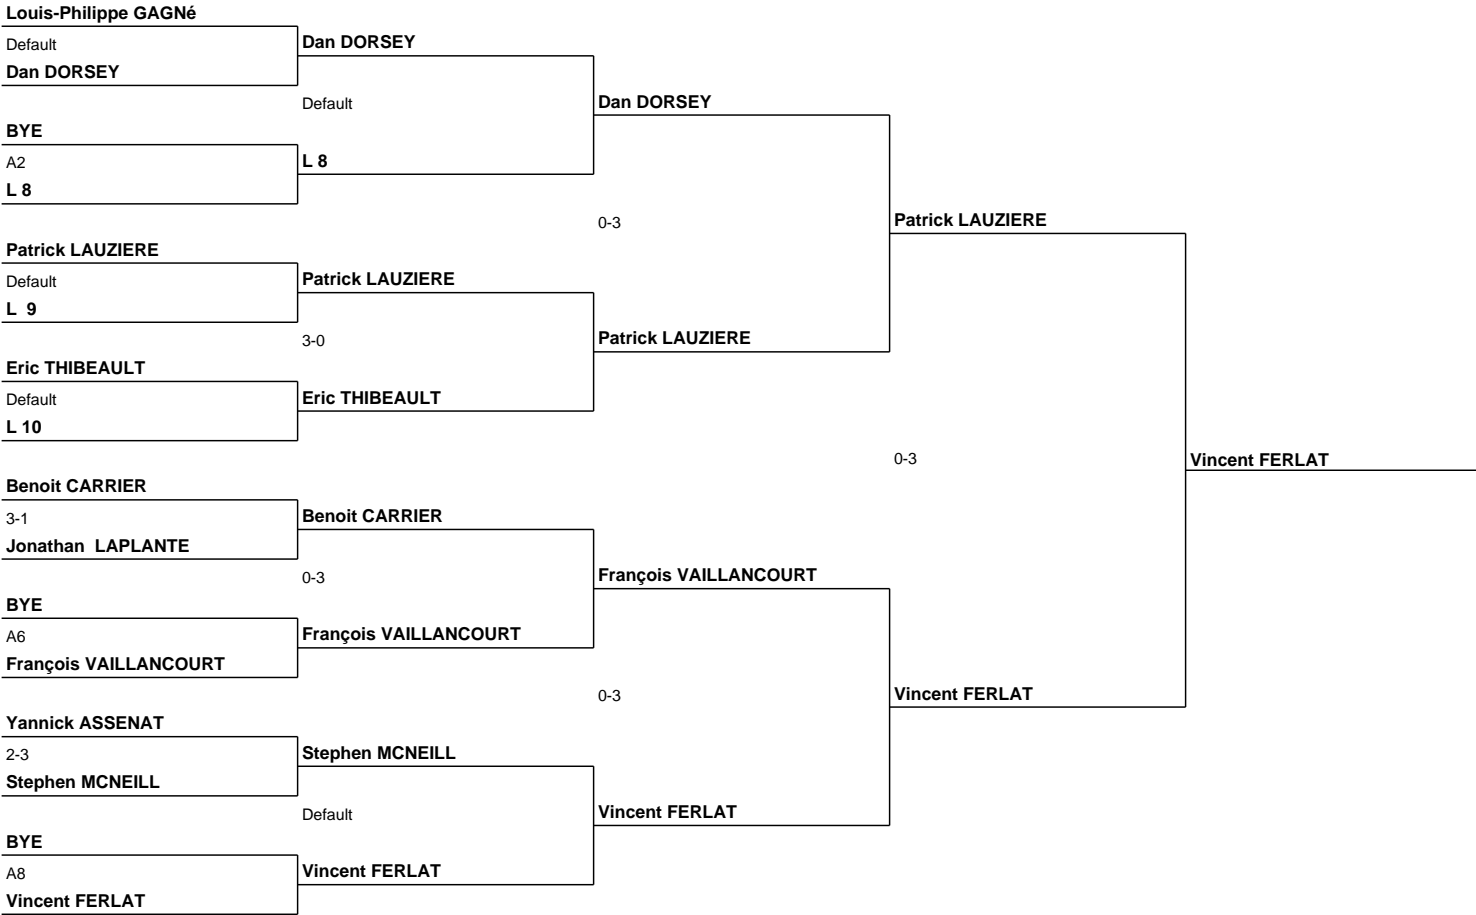 Louis-Philippe GAGNé
Default
Dan DORSEY
Dan DORSEY
Default
Dan DORSEY
BYE
A2
L 8
L 8
0-3
Patrick LAUZIERE
Patrick LAUZIERE
Default
Patrick LAUZIERE
L 9
3-0
Patrick LAUZIERE
Eric THIBEAULT
Default
Eric THIBEAULT
L 10
0-3
Vincent FERLAT
Benoit CARRIER
3-1
Benoit CARRIER
Jonathan LAPLANTE
0-3
François VAILLANCOURT
BYE
A6
François VAILLANCOURT
François VAILLANCOURT
0-3
Vincent FERLAT
Yannick ASSENAT
2-3
Stephen MCNEILL
Stephen MCNEILL
Default
Vincent FERLAT
BYE
A8
Vincent FERLAT
Vincent FERLAT